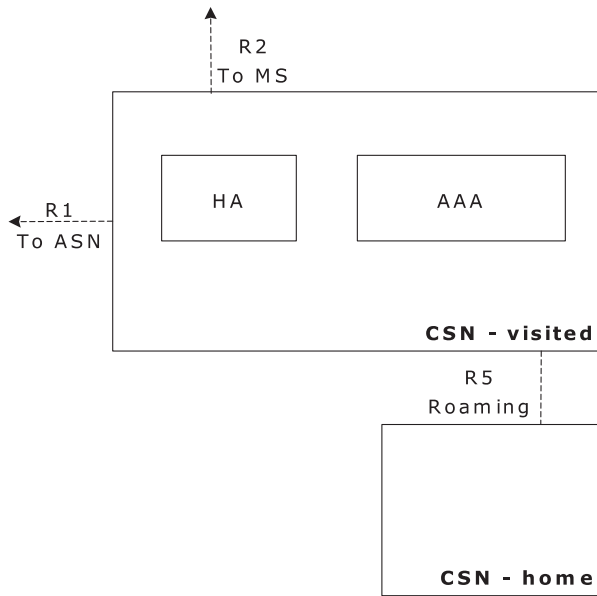 R2
To MS
HA
AAA
R1
To ASN
CSN - visited
R5
Roaming
CSN - home